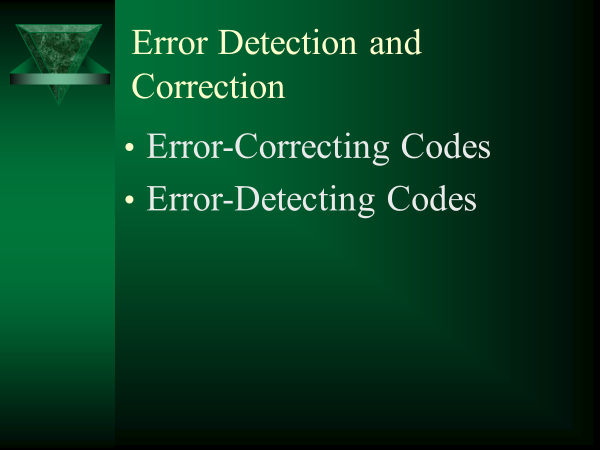 Error Detection and
Correction
• Error-Correcting Codes
• Error-Detecting Codes